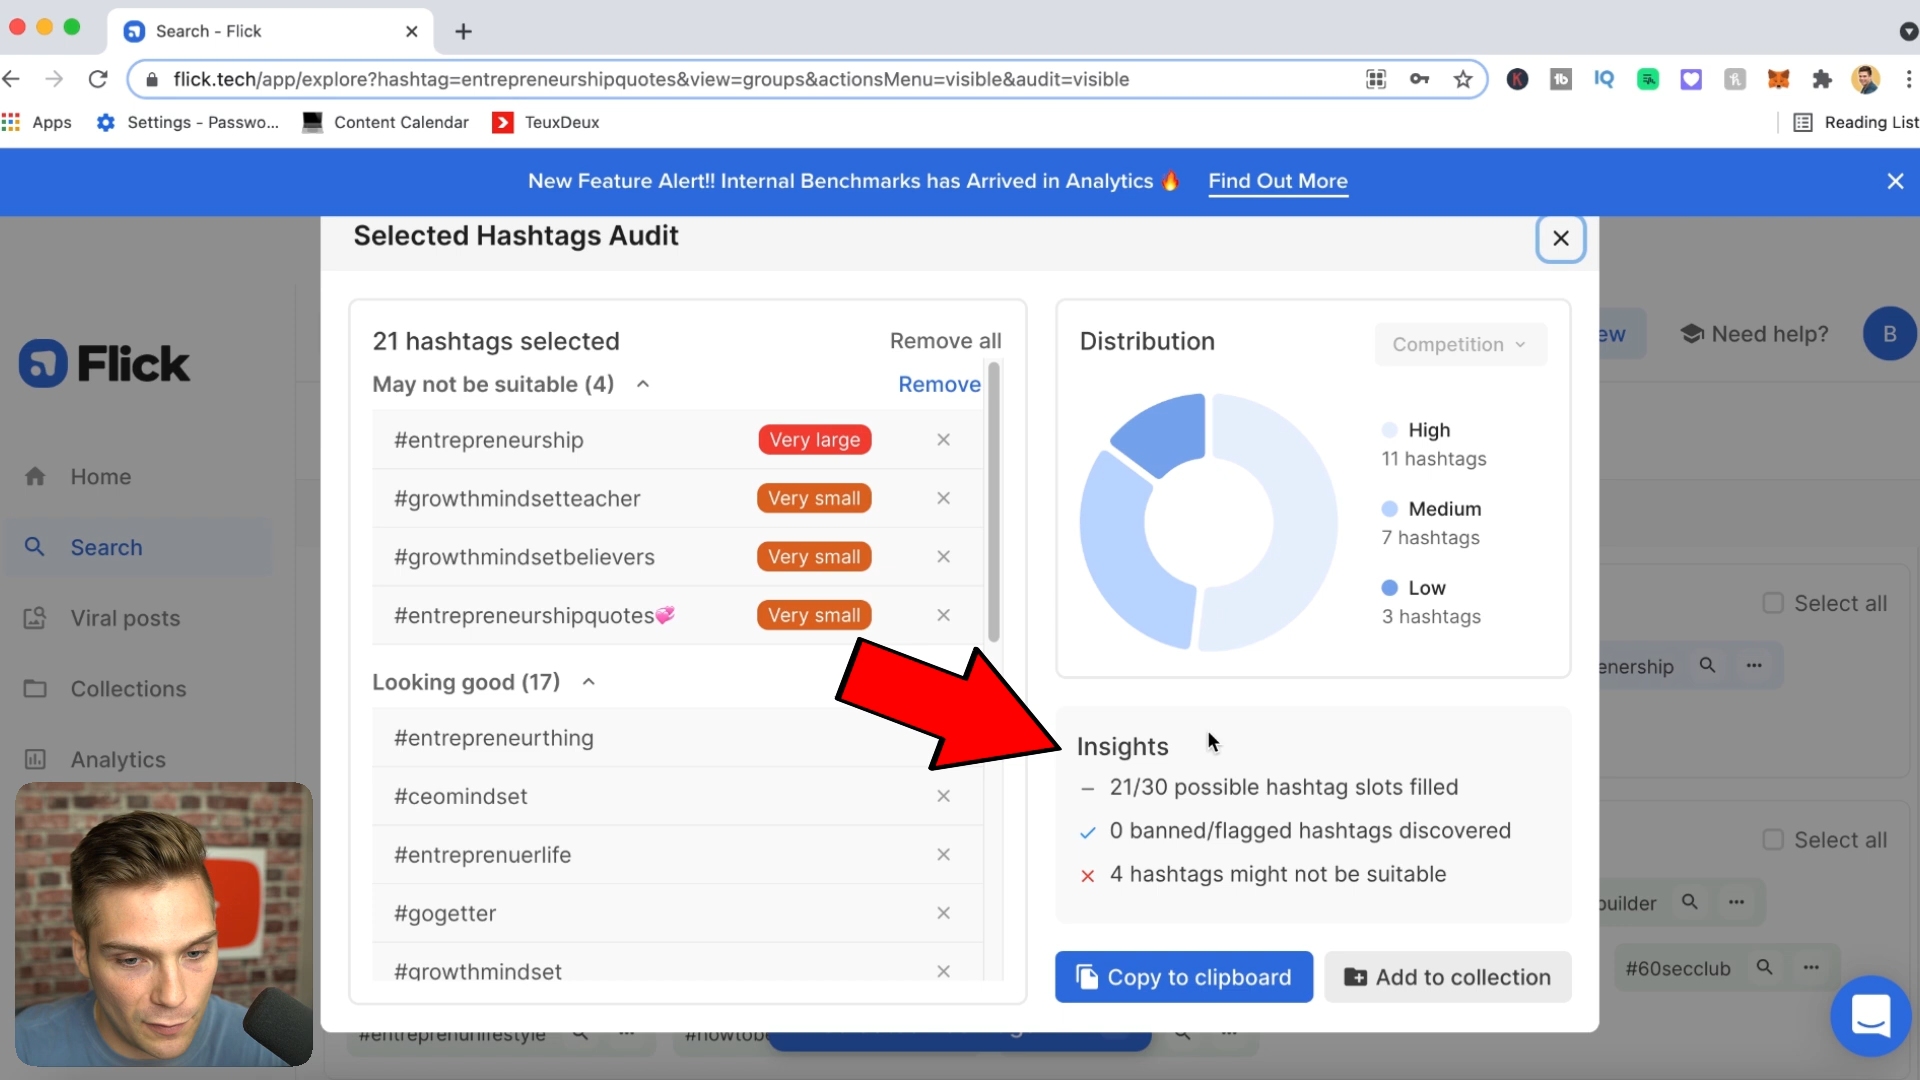 Search - Flick
flick.tech/app/explore?hashtag=entrepreneurshipquotes&view=groups&actionsMenu=visible&audit=visible
Apps
Settings - Passwo...
Content Calendar
TeuxDeux
Reading List
New Feature Alert!! Internal Benchmarks has Arrived in Analytics 🔥 Find Out More
Selected Hashtags Audit
Flick
Home
Search
Viral posts
Collections
Analytics
21 hashtags selected
Remove all
May not be suitable (4)
Remove
#entrepreneurship Very large
#growthmindsetteacher Very small
#growthmindsetbelievers Very small
#entrepreneurshipquotes💞 Very small
Looking good (17)
#entrepreneurthing
#ceomindset
#entreprenuerlife
#gogetter
#growthmindset
Distribution
Competition
High
11 hashtags
Medium
7 hashtags
Low
3 hashtags
Insights
21/30 possible hashtag slots filled
0 banned/flagged hashtags discovered
4 hashtags might not be suitable
Copy to clipboard
Add to collection
ew
Need help?
B
Select all
enership
Select all
builder
#60secclub
#entreprenurlifestyle
#howtob